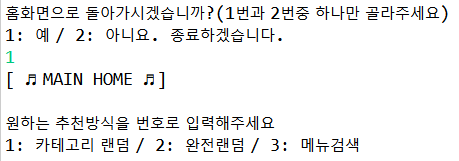 홈화면으로 돌아가시겠습니까?(1번과 2번중 하나만 골라주세요)
1: 예 / 2: 아니요. 종료하겠습니다.
1
[ ♬MAIN HOME ♬]
원하는 추천방식을 번호로 입력해주세요
1: 카테고리 랜덤 / 2: 완전랜덤 / 3: 메뉴검색